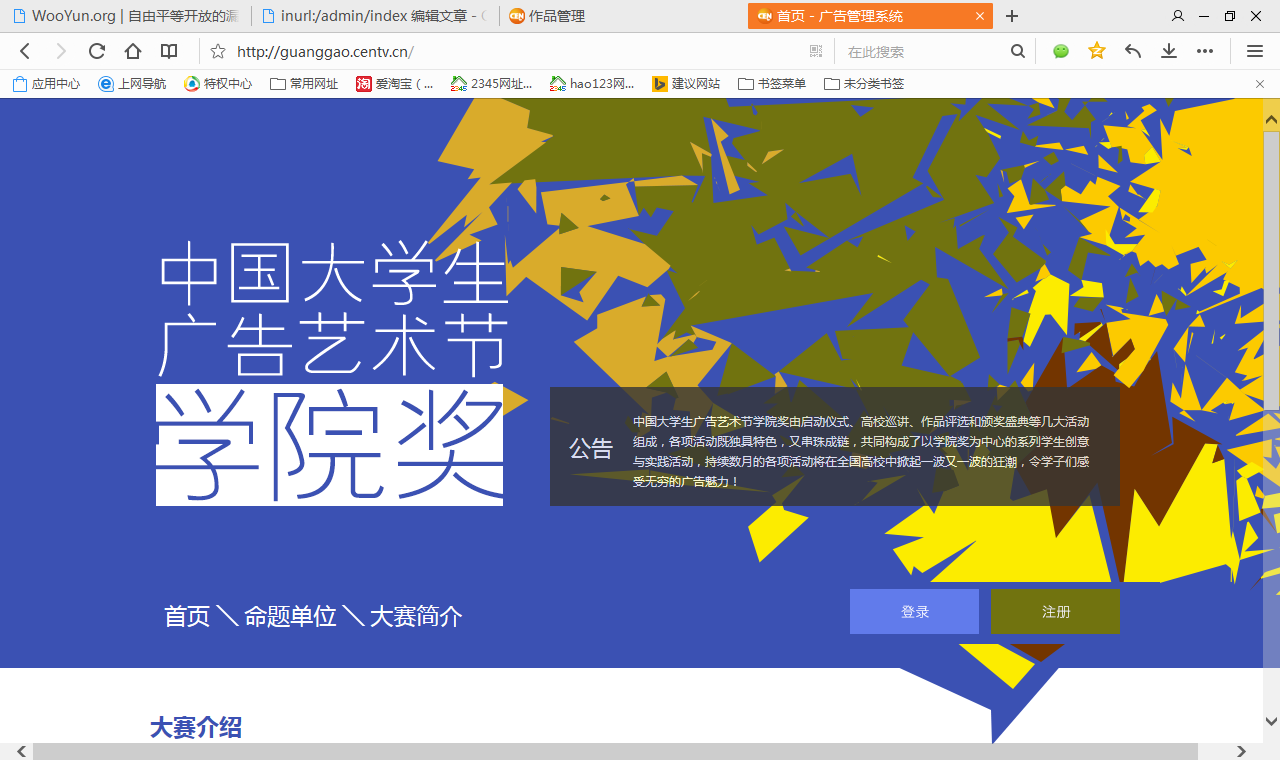 WooYun.org | 自由平等开放的漏
inurl:/admin/index 编辑文章 -
作品管理
首页 - 广告管理系统
http://guanggao.centv.cn/
在此搜索
应用中心
上网导航
特权中心
常用网址
爱淘宝 ( ...
2345网址...
hao123网...
建议网站
书签菜单
未分类书签
中国大学生
广告艺术节
学院奖
公告
中国大学生广告艺术节学院奖由启动仪式、高校巡讲、作品评选和颁奖盛典等几大活动
组成，各项活动既独具特色，又串珠成链，共同构成了以学院奖为中心的系列学生创意
与实践活动，持续数月的各项活动将在全国高校中掀起一波又一波的狂潮，令学子们感
受无穷的广告魅力！
首页 ＼ 命题单位 ＼ 大赛简介
登录
注册
大赛介绍